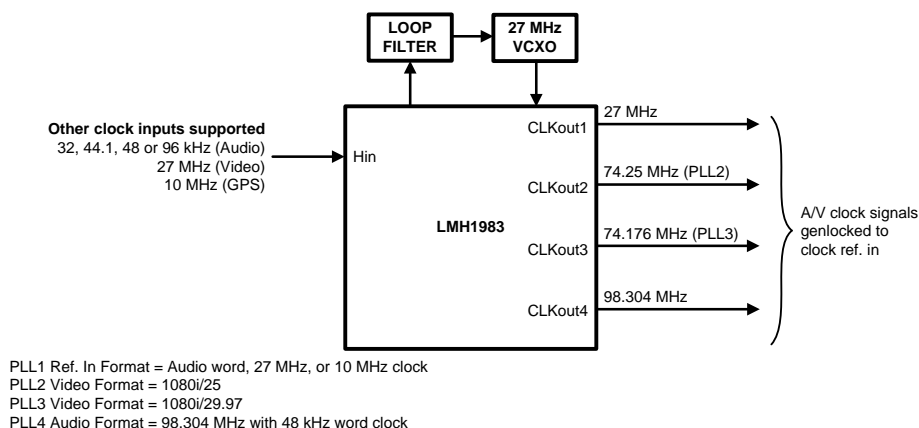 LOOP
FILTER
27 MHz
VCXO
Other clock inputs supported
32, 44.1, 48 or 96 kHz (Audio)
27 MHz (Video)
10 MHz (GPS)
Hin
LMH1983
CLKout1
27 MHz
CLKout2
74.25 MHz (PLL2)
CLKout3
74.176 MHz (PLL3)
CLKout4
98.304 MHz
A/V clock signals
genlocked to
clock ref. in
PLL1 Ref. In Format = Audio word, 27 MHz, or 10 MHz clock
PLL2 Video Format = 1080i/25
PLL3 Video Format = 1080i/29.97
PLL4 Audio Format = 98.304 MHz with 48 kHz word clock